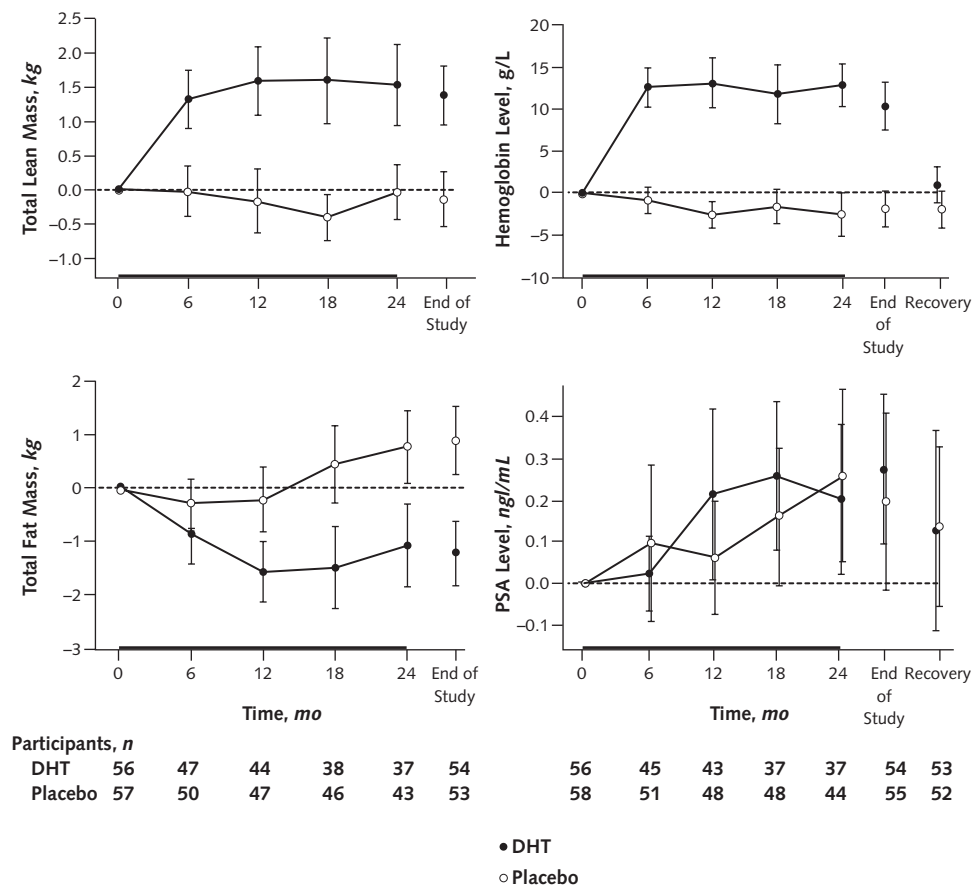 Total Lean Mass, kg
2.5
2.0
1.5
1.0
0.5
0.0
–0.5
–1.0
0 6 12 18 24 End of
Study
Hemoglobin Level, g/L
20
15
10
5
0
–5
–10
0 6 12 18 24 End Recovery
of
Study
Total Fat Mass, kg
2
1
0
–1
–2
–3
0 6 12 18 24 End of
Study
Time, mo
PSA Level, ngl/mL
0.4
0.3
0.2
0.1
0.0
–0.1
0 6 12 18 24 End Recovery
of
Study
Time, mo
Participants, n
DHT 56 47 44 38 37 54 56 45 43 37 37 54 53
Placebo 57 50 47 46 43 53 58 51 48 48 44 55 52
DHT
Placebo